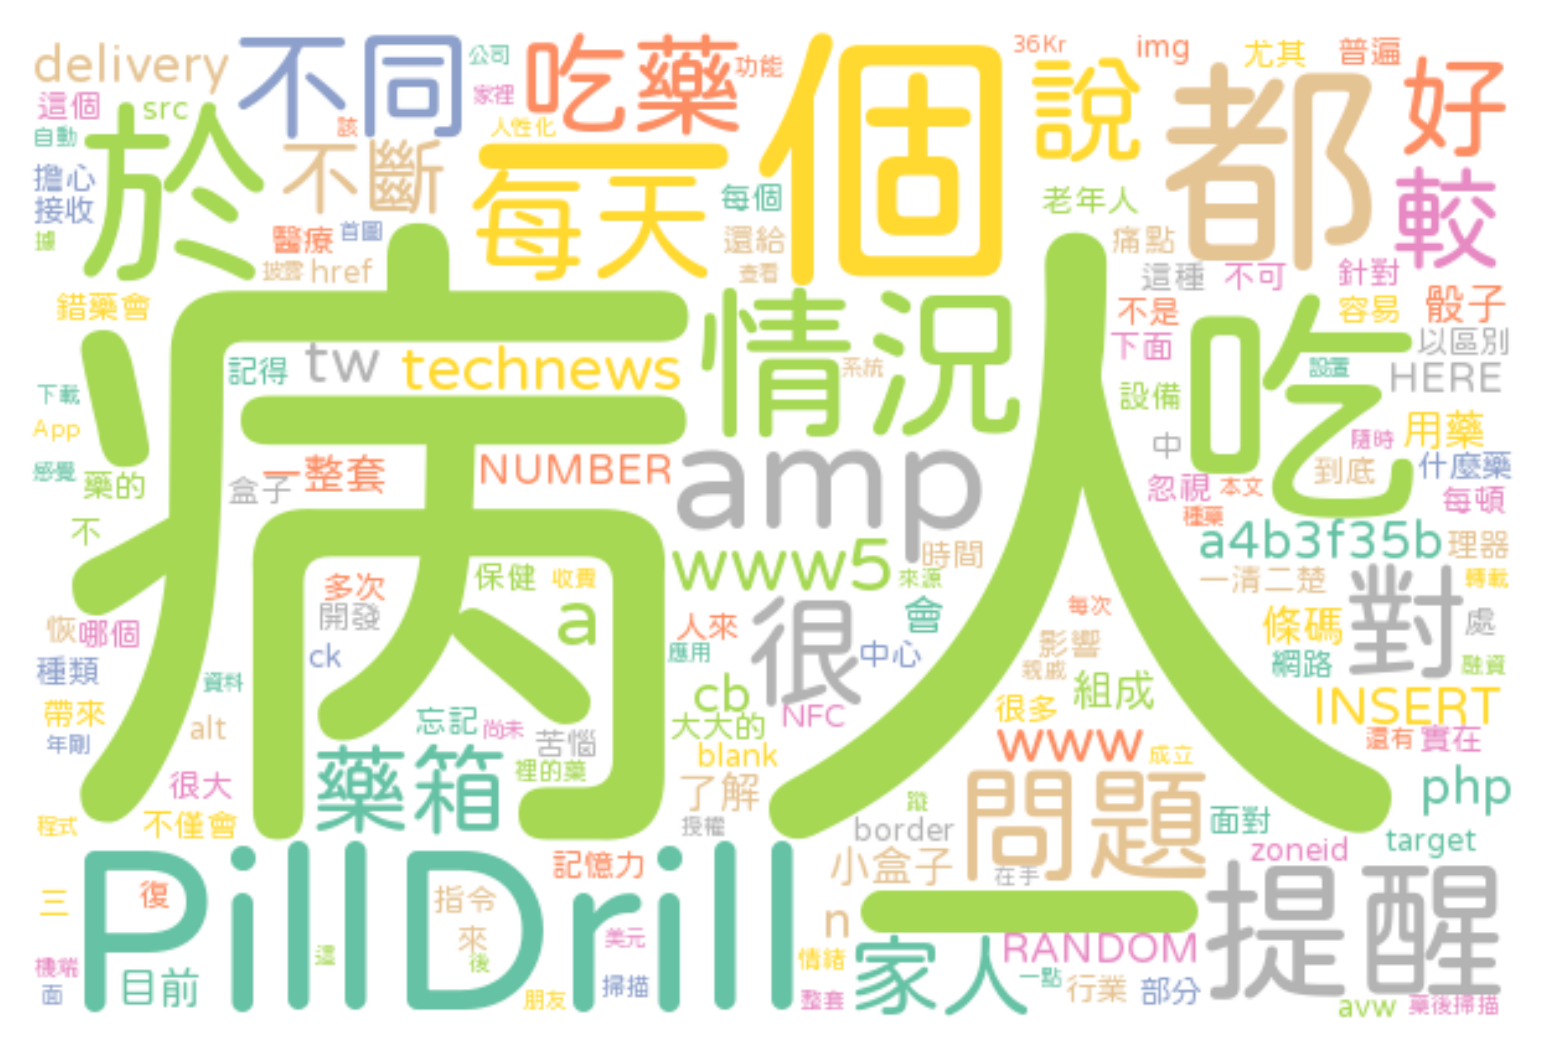 delivery
不同
公司
吃藥
功能
個
36Kr
img
尤其
普遍
好
這個
src
家裡
說
都
自動
該
人性化
於
不斷
一
每天
每個
老年人
較
擔心
接收
據
醫療
首圖
還給
痛點
披露
href
查看
這種
不可
針對
錯藥會
病人
情況
不是
容易
骰子
記得
tw
technews
系統
下面
吃
設置
以區別
HERE
下載
App
設備
隨時
用藥
感覺
藥的
盒子
一整套
NUMBER
amp
中
到底
什麼藥
不
忽視
本文
每頓
種藥
www5
時間
a4b3f35b
理器
多次
保健
收費
來源
一清二楚
轉載
開發
a
很
會
每次
條碼
對
處
恢
哪個
ck
人來
應用
中心
影響
親戚
網路
融資
種類
資料
cb
組成
帶來
alt
忘記
尚未
大大的
NFC
很多
INSERT
年剛
苦惱
blank
www
成立
還有
實在
藥箱
裡的藥
很大
了解
問題
php
程式
不僅會
授權
蹤
border
面對
target
PillDrill
記憶力
小盒子
在手
zoneid
三
復
指令
一
提醒
n
來
後
美元
家人
RANDOM
這
情緒
機端
面
目前
朋友
掃描
整套
一點
行業
部分
avw
藥後掃描